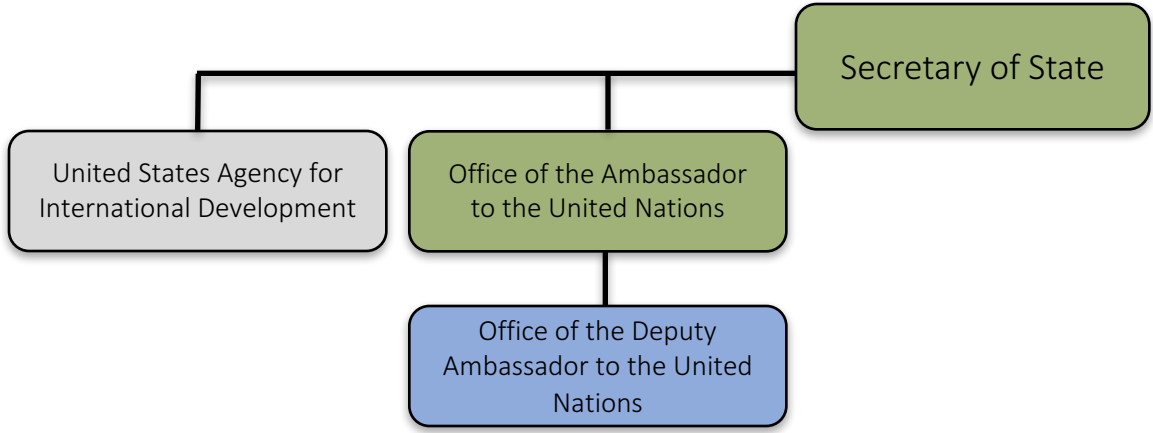 Secretary of State
United States Agency for
International Development
Office of the Ambassador
to the United Nations
Office of the Deputy
Ambassador to the United
Nations